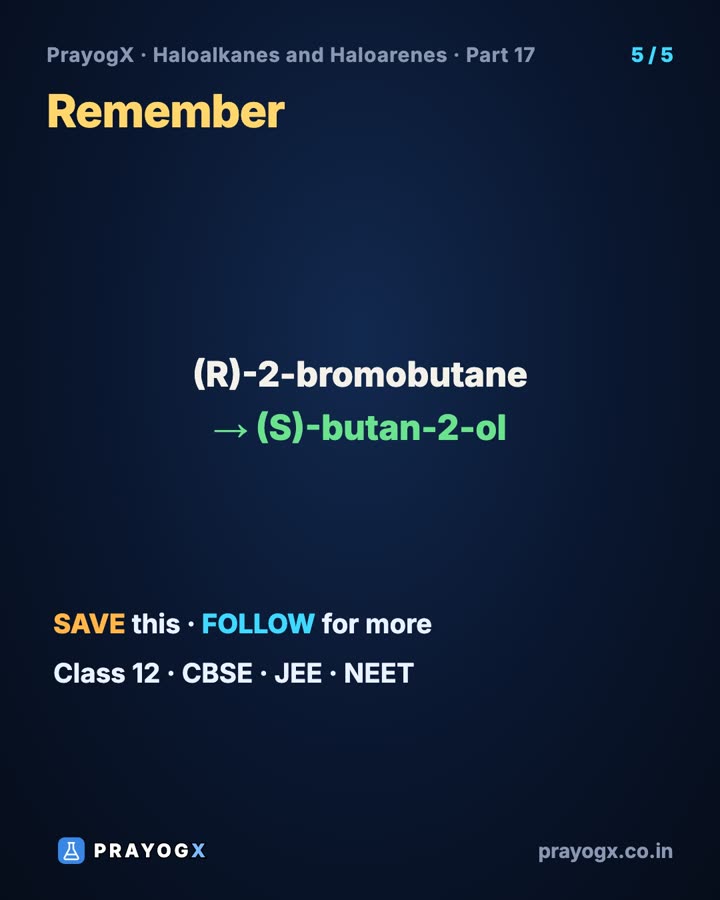 PrayogX · Haloalkanes and Haloarenes · Part 17
5 / 5
Remember
(R)-2-bromobutane
→ (S)-butan-2-ol
SAVE this · FOLLOW for more
Class 12 · CBSE · JEE · NEET
PRAYOGX
prayogx.co.in